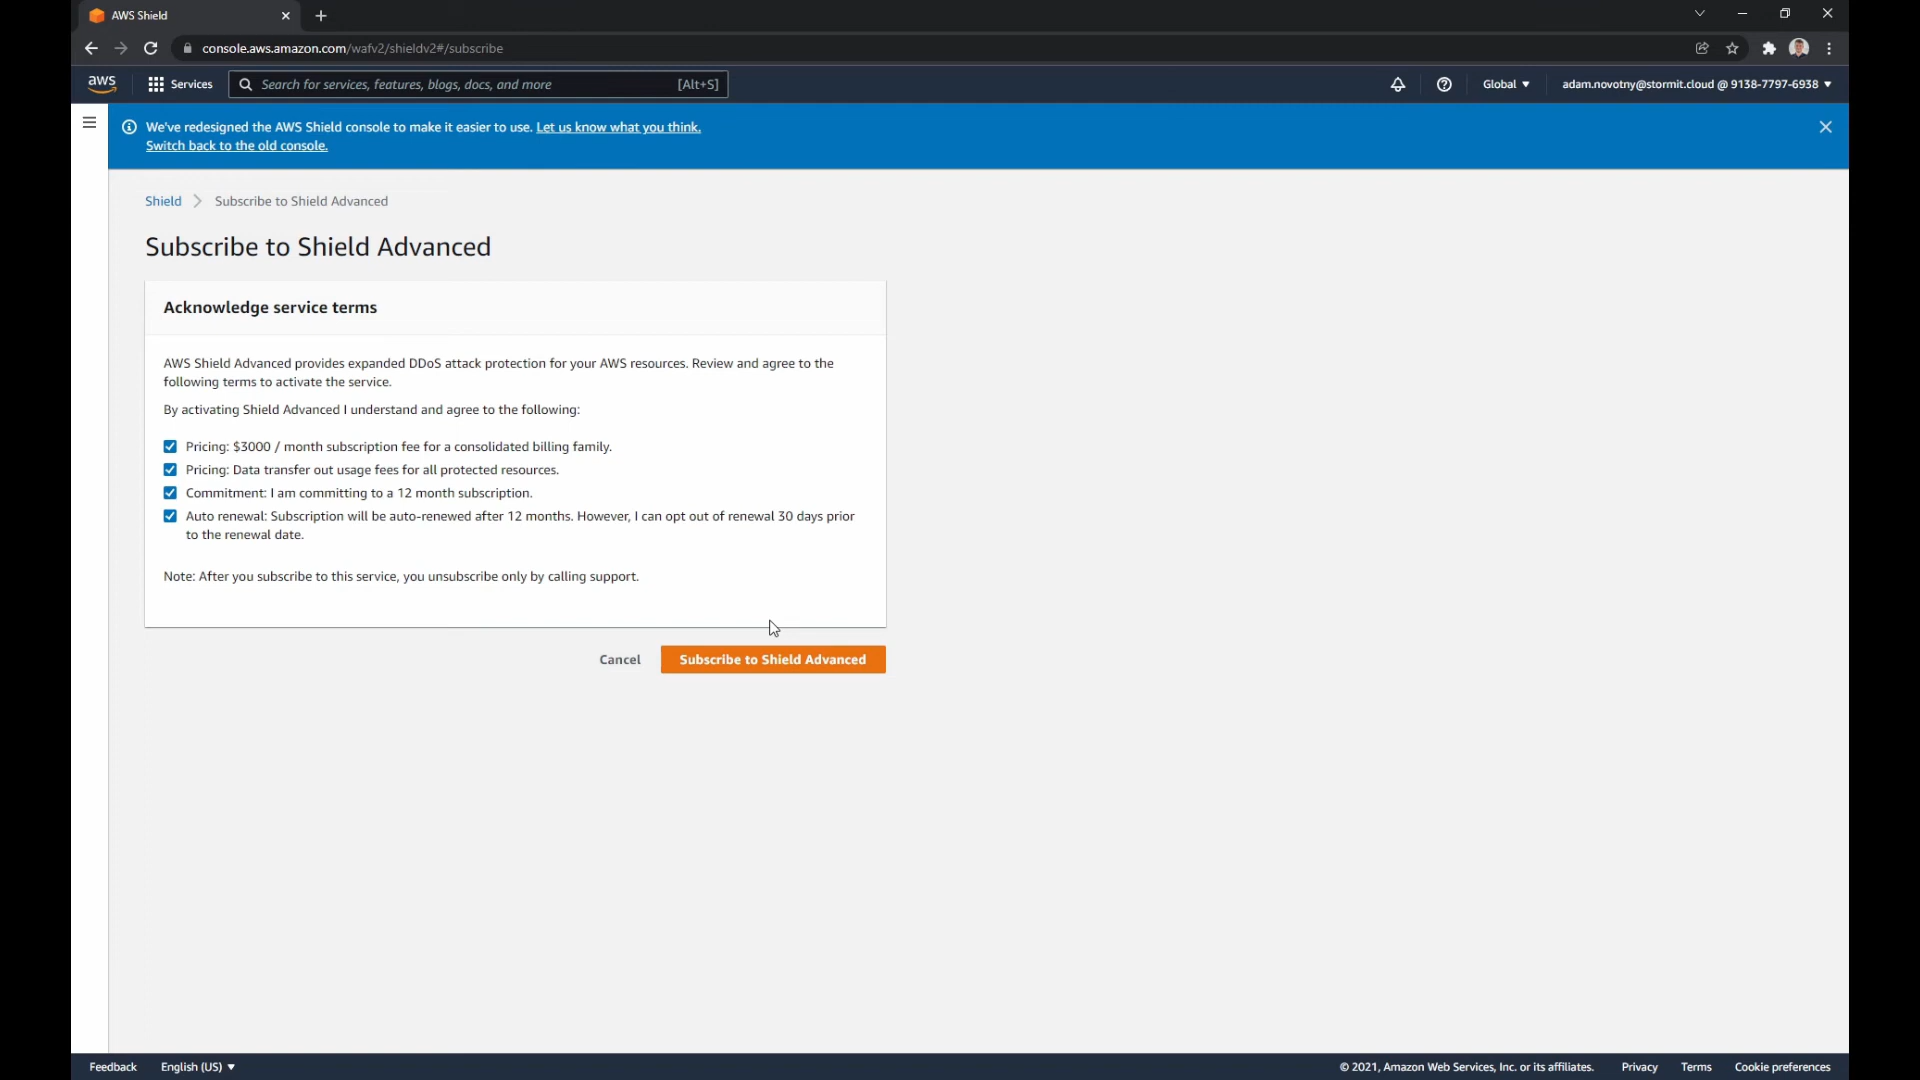 AWS Shield
console.aws.amazon.com/wafv2/shieldv2#/subscribe
aws
Services
Search for services, features, blogs, docs, and more
[Alt+S]
Global
adam.novotny@stormit.cloud @ 9138-7797-6938
We've redesigned the AWS Shield console to make it easier to use. Let us know what you think.
Switch back to the old console.
Shield
Subscribe to Shield Advanced
Subscribe to Shield Advanced
Acknowledge service terms
AWS Shield Advanced provides expanded DDoS attack protection for your AWS resources. Review and agree to the
following terms to activate the service.
By activating Shield Advanced I understand and agree to the following:
Pricing: $3000 / month subscription fee for a consolidated billing family.
Pricing: Data transfer out usage fees for all protected resources.
Commitment: I am committing to a 12 month subscription.
Auto renewal: Subscription will be auto-renewed after 12 months. However, I can opt out of renewal 30 days prior
to the renewal date.
Note: After you subscribe to this service, you unsubscribe only by calling support.
Cancel
Subscribe to Shield Advanced
Feedback
English (US)
© 2021, Amazon Web Services, Inc. or its affiliates.
Privacy
Terms
Cookie preferences